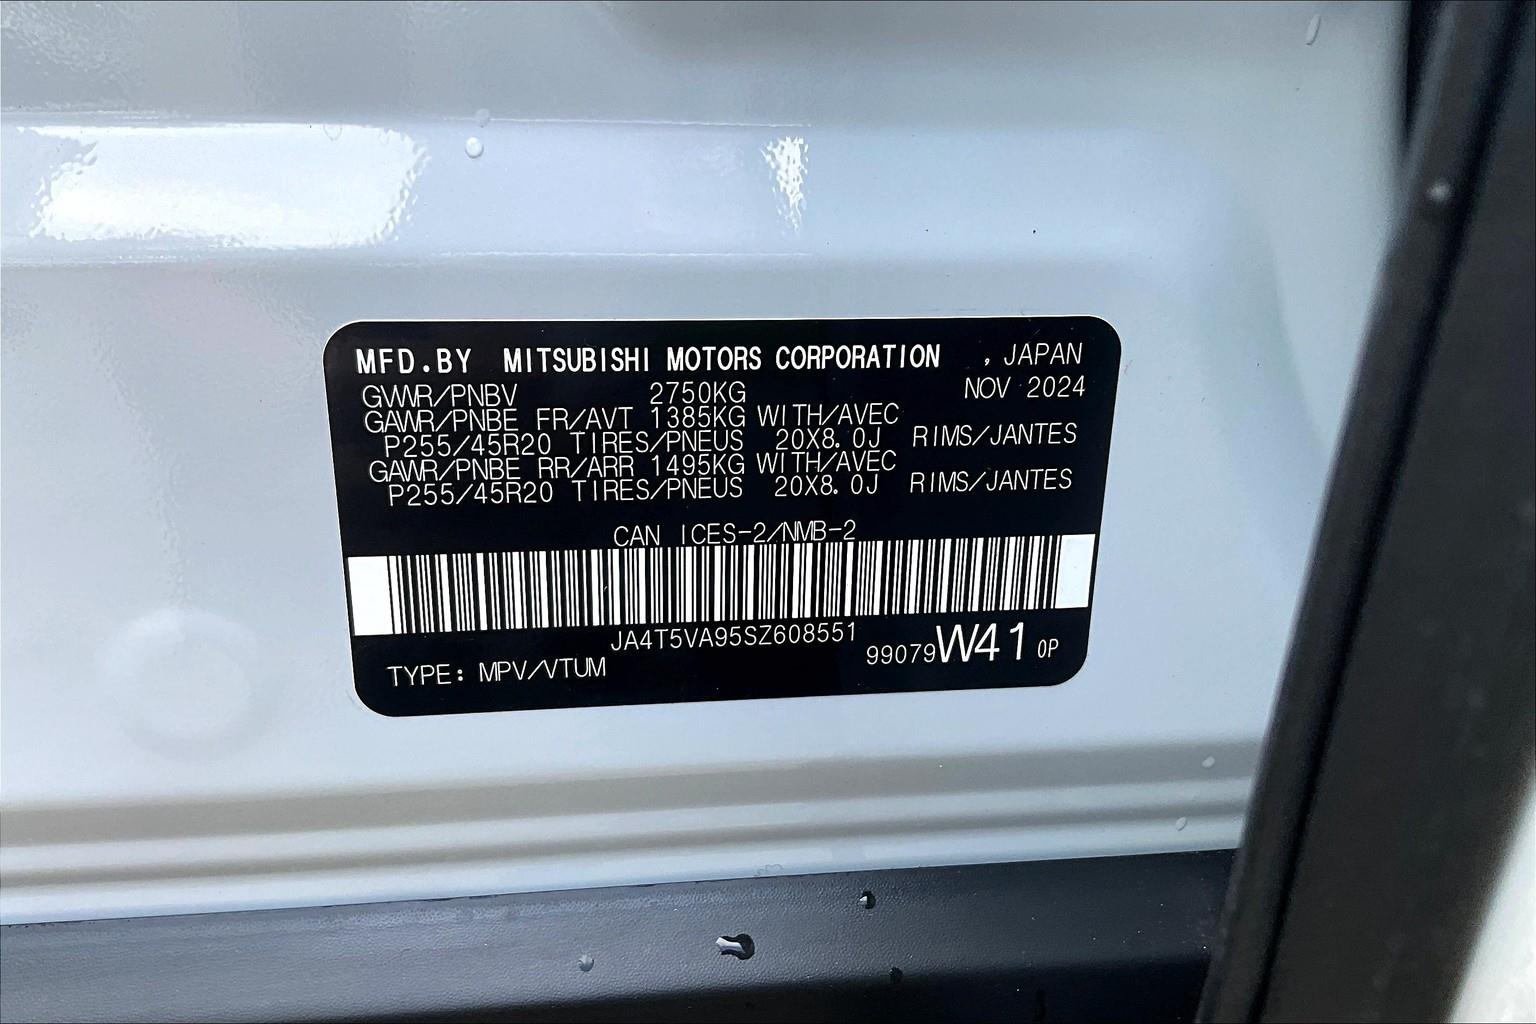 MFD.BY MITSUBISHI MOTORS CORPORATION , JAPAN
GVWR/PNBV 2750KG NOV 2024
GAWR/PNBE FR/AVT 1385KG WITH/AVEC
P255/45R20 TIRES/PNEUS 20X8.0J RIMS/JANTES
GAWR/PNBE RR/ARR 1495KG WITH/AVEC
P255/45R20 TIRES/PNEUS 20X8.0J RIMS/JANTES
CAN ICES-2/NMB-2
JA4T5VA95SZ608551
TYPE: MPV/VTUM 99079W41 0P